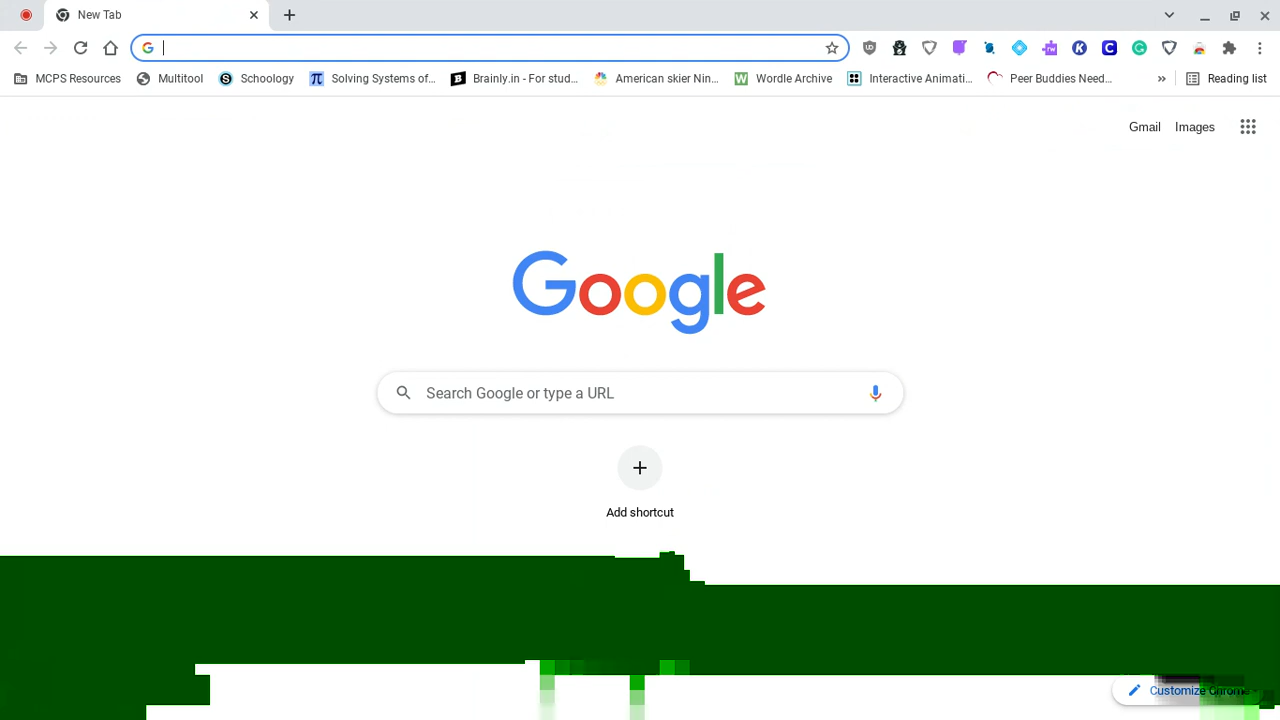 New Tab
MCPS Resources
Multitool
Schoology
Solving Systems of...
Brainly.in - For stud...
American skier Nin...
Wordle Archive
Interactive Animati...
Peer Buddies Need...
»
Reading list
Gmail
Images
Google
Search Google or type a URL
Add shortcut
Customize Chrome